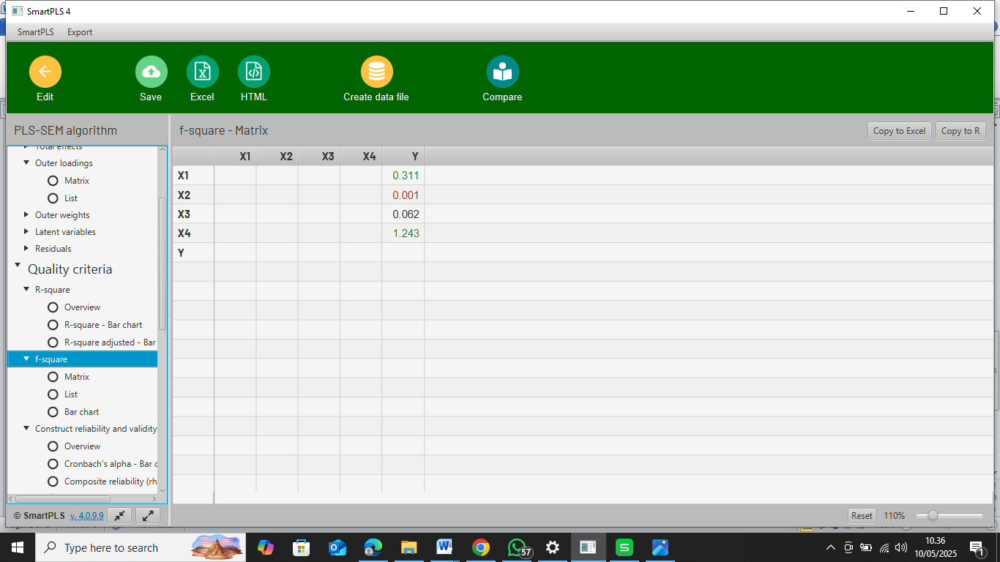 SmartPLS 4
SmartPLS Export
Edit Save Excel HTML Create data file Compare
PLS-SEM algorithm
Total effects
Outer loadings
Matrix
List
Outer weights
Latent variables
Residuals
Quality criteria
R-square
Overview
R-square - Bar chart
R-square adjusted - Bar
f-square
Matrix
List
Bar chart
Construct reliability and validity
Overview
Cronbach's alpha - Bar c
Composite reliability (rh
© SmartPLS v. 4.0.9.9
f-square - Matrix Copy to Excel Copy to R
X1 X2 X3 X4 Y
X1 0.311
X2 0.001
X3 0.062
X4 1.243
Y
Reset 110%
Type here to search
57
10.36
10/05/2025
1